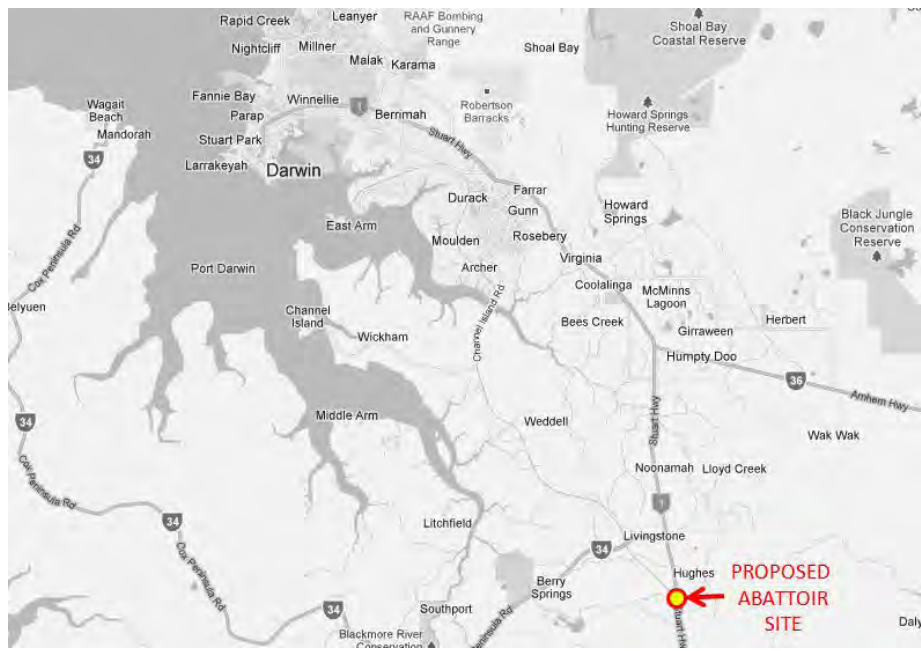 Leanyer
Rapid Creek
RAAF Bombing
and Gunnery
Range
Shoal Bay
Coastal Reserve
Nightcliff
Millner
Shoal Bay
Malak
Karama
Wagait
Beach
Mandorah
Fannie Bay
Winnellie
1
Parap
Berrimah
Robertson
Barracks
Howard Springs
Hunting Reserve
Stuart Park
Stuart Hwy
34
Larrakeyah
Darwin
Durack
Farrar
Gunn
Howard
Springs
Black Jungle
Conservation
Reserve
East Arm
Moulden
Rosebery
Cox Peninsula Rd
Port Darwin
Archer
Virginia
Coolalinga
McMinns
Lagoon
Channel
Island
Channel Island Rd
Bees Creek
Girraween
Herbert
Wickham
Humpty Doo
36
Arnhem Hwy
34
Middle Arm
Weddell
Stuart Hwy
Wak Wak
Cox Peninsula Rd
Noonamah
Lloyd Creek
1
34
Litchfield
Livingstone
34
Cox Peninsula Rd
Hughes
PROPOSED
ABATTOIR
SITE
Berry
Springs
Southport
34
Blackmore River
Conservation